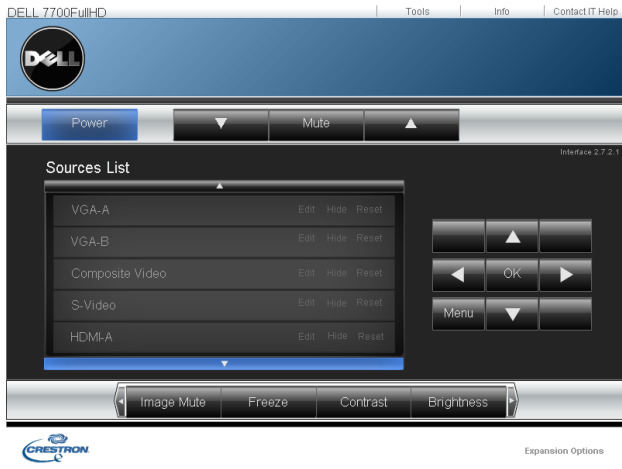 DELL 7700FullHD
Tools
Info
Contact IT Help
DELL
Power
Mute
Interface 2.7.2.1
Sources List
VGA-A Edit Hide Reset
VGA-B Edit Hide Reset
Composite Video Edit Hide Reset
S-Video Edit Hide Reset
HDMI-A Edit Hide Reset
OK
Menu
Image Mute
Freeze
Contrast
Brightness
CRESTRON
Expansion Options